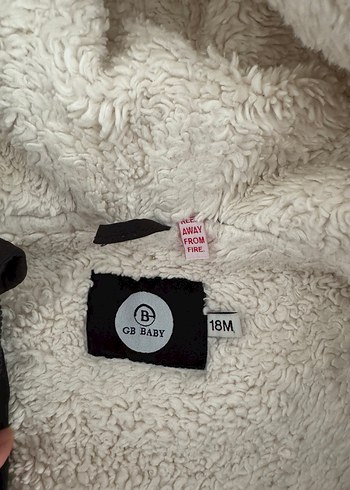 AWAY
FROM
FIRE.
B
GB BABY
18M